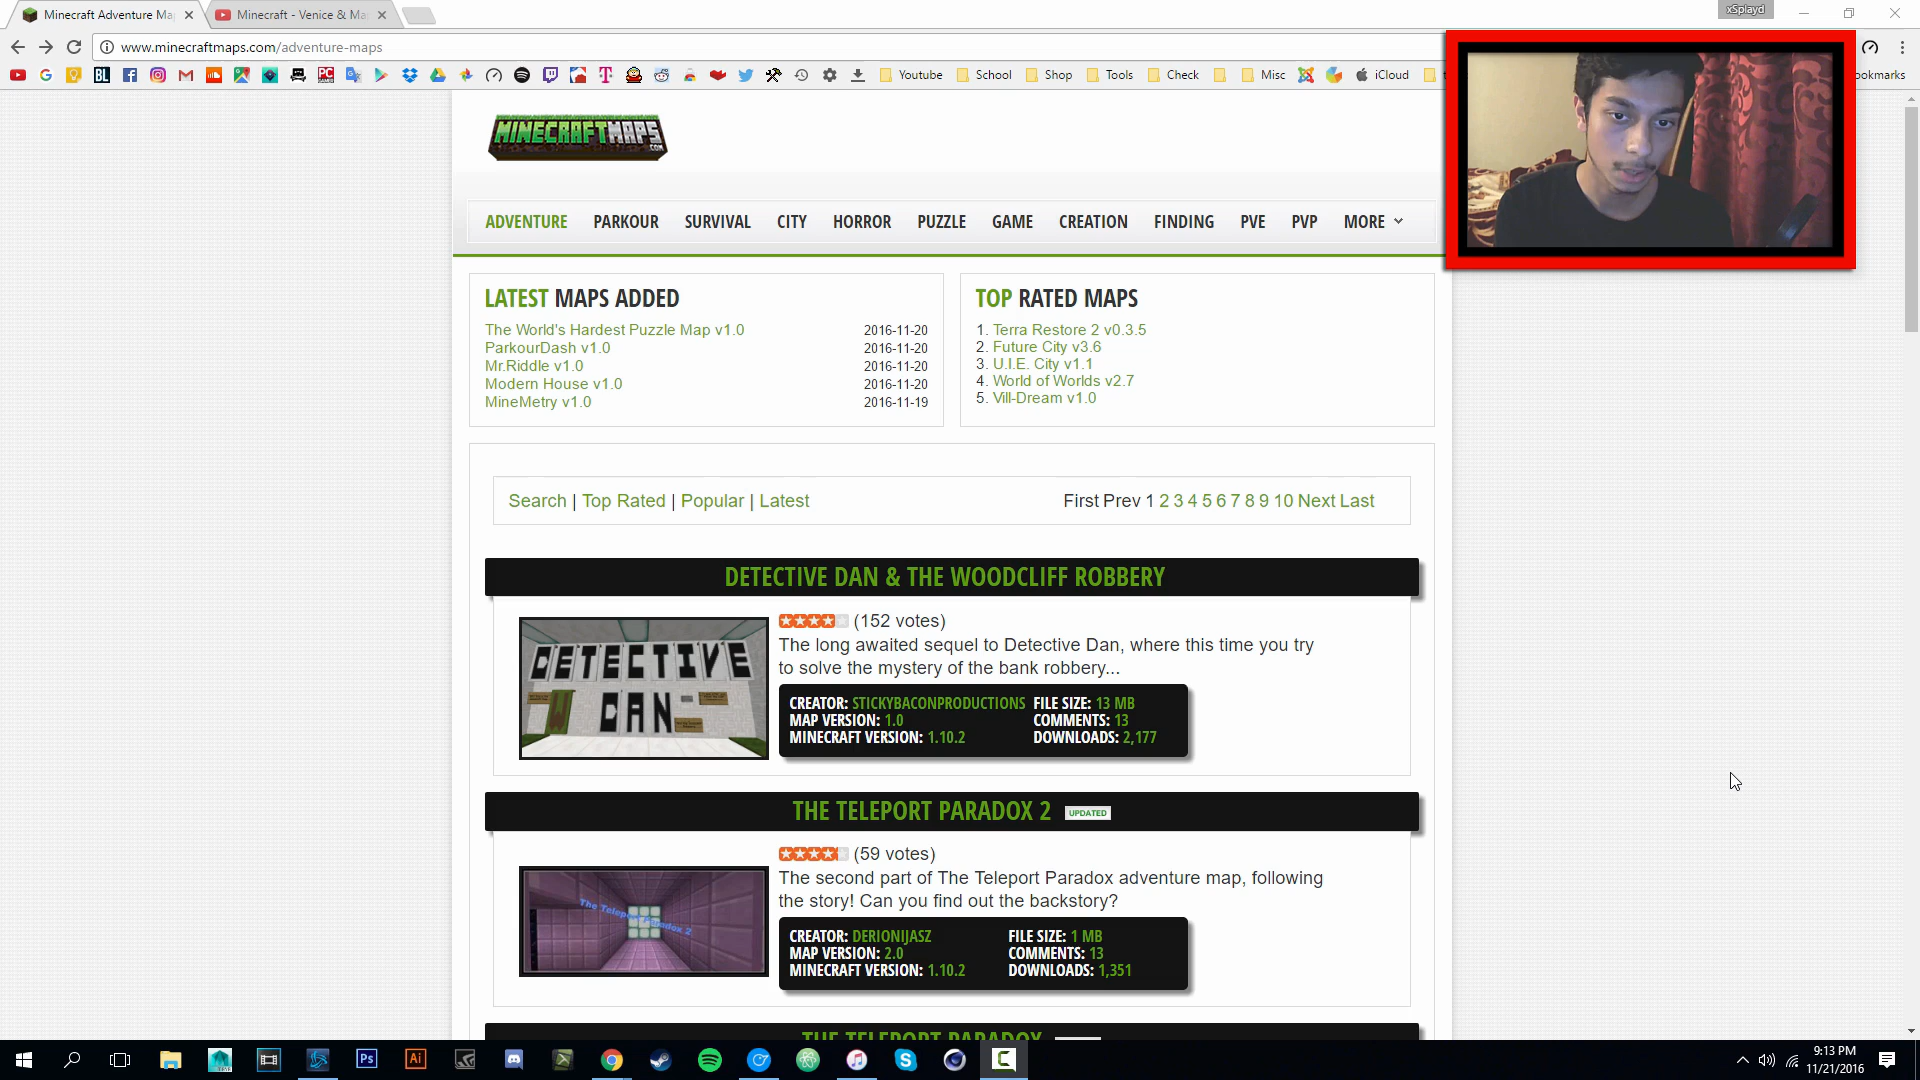 Minecraft Adventure Ma
Minecraft - Venice & Ma
xSplayd
www.minecraftmaps.com/adventure-maps
Youtube
School
Shop
Tools
Check
Misc
iCloud
ookmarks
MINECRAFTMAPS
.COM
ADVENTURE
PARKOUR
SURVIVAL
CITY
HORROR
PUZZLE
GAME
CREATION
FINDING
PVE
PVP
MORE
LATEST MAPS ADDED
The World's Hardest Puzzle Map v1.0 2016-11-20
ParkourDash v1.0 2016-11-20
Mr.Riddle v1.0 2016-11-20
Modern House v1.0 2016-11-20
MineMetry v1.0 2016-11-19
TOP RATED MAPS
1. Terra Restore 2 v0.3.5
2. Future City v3.6
3. U.I.E. City v1.1
4. World of Worlds v2.7
5. Vill-Dream v1.0
Search | Top Rated | Popular | Latest
First Prev 1 2 3 4 5 6 7 8 9 10 Next Last
DETECTIVE DAN & THE WOODCLIFF ROBBERY
DETECTIVE
DAN
(152 votes)
The long awaited sequel to Detective Dan, where this time you try
to solve the mystery of the bank robbery...
CREATOR: STICKYBACONPRODUCTIONS FILE SIZE: 13 MB
MAP VERSION: 1.0 COMMENTS: 13
MINECRAFT VERSION: 1.10.2 DOWNLOADS: 2,177
THE TELEPORT PARADOX 2 UPDATED
The Teleport Paradox 2
(59 votes)
The second part of The Teleport Paradox adventure map, following
the story! Can you find out the backstory?
CREATOR: DERIONIJASZ FILE SIZE: 1 MB
MAP VERSION: 2.0 COMMENTS: 13
MINECRAFT VERSION: 1.10.2 DOWNLOADS: 1,351
THE TELEPORT PARADOX
9:13 PM
11/21/2016